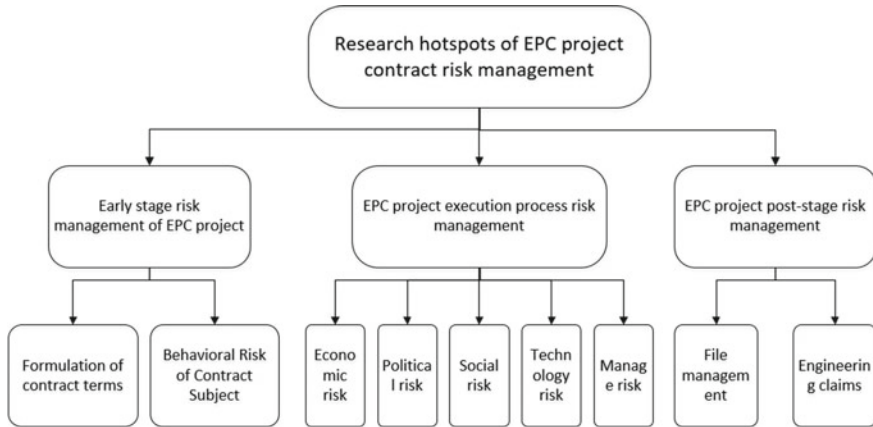 Research hotspots of EPC project
contract risk management
Early stage risk
management of EPC project
EPC project execution process risk
management
EPC project post-stage risk
management
Formulation of
contract terms
Behavioral Risk
of Contract
Subject
Econo
mic
risk
Politica
l risk
Social
risk
Techn
ology
risk
Manag
e risk
File
managem
ent
Engineerin
g claims